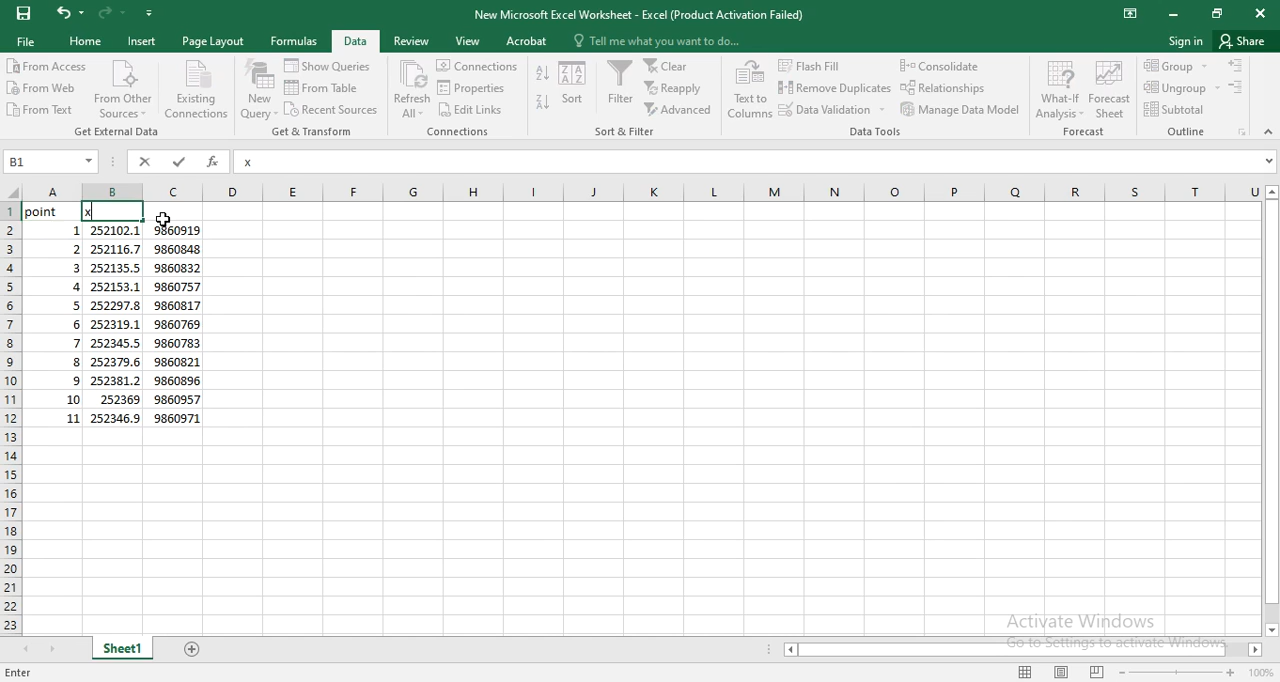 New Microsoft Excel Worksheet - Excel (Product Activation Failed)
File Home Insert Page Layout Formulas Data Review View Acrobat Tell me what you want to do... Sign in Share
From Access
From Web
From Text
From Other Sources
Existing Connections
Get External Data
New Query
Show Queries
From Table
Recent Sources
Get & Transform
Refresh All
Connections
Properties
Edit Links
Connections
A Z
Z A
Sort
Filter
Clear
Reapply
Advanced
Sort & Filter
Text to Columns
Flash Fill
Remove Duplicates
Data Validation
Consolidate
Relationships
Manage Data Model
Data Tools
What-If Analysis
Forecast Sheet
Forecast
Group
Ungroup
Subtotal
Outline
B1 fx x
A B C D E F G H I J K L M N O P Q R S T U
1 point x
2 1 252102.1 9860919
3 2 252116.7 9860848
4 3 252135.5 9860832
5 4 252153.1 9860757
6 5 252297.8 9860817
7 6 252319.1 9860769
8 7 252345.5 9860783
9 8 252379.6 9860821
10 9 252381.2 9860896
11 10 252369 9860957
12 11 252346.9 9860971
13
14
15
16
17
18
19
20
21
22
23
Activate Windows
Go to Settings to activate Windows.
Sheet1
Enter 100%